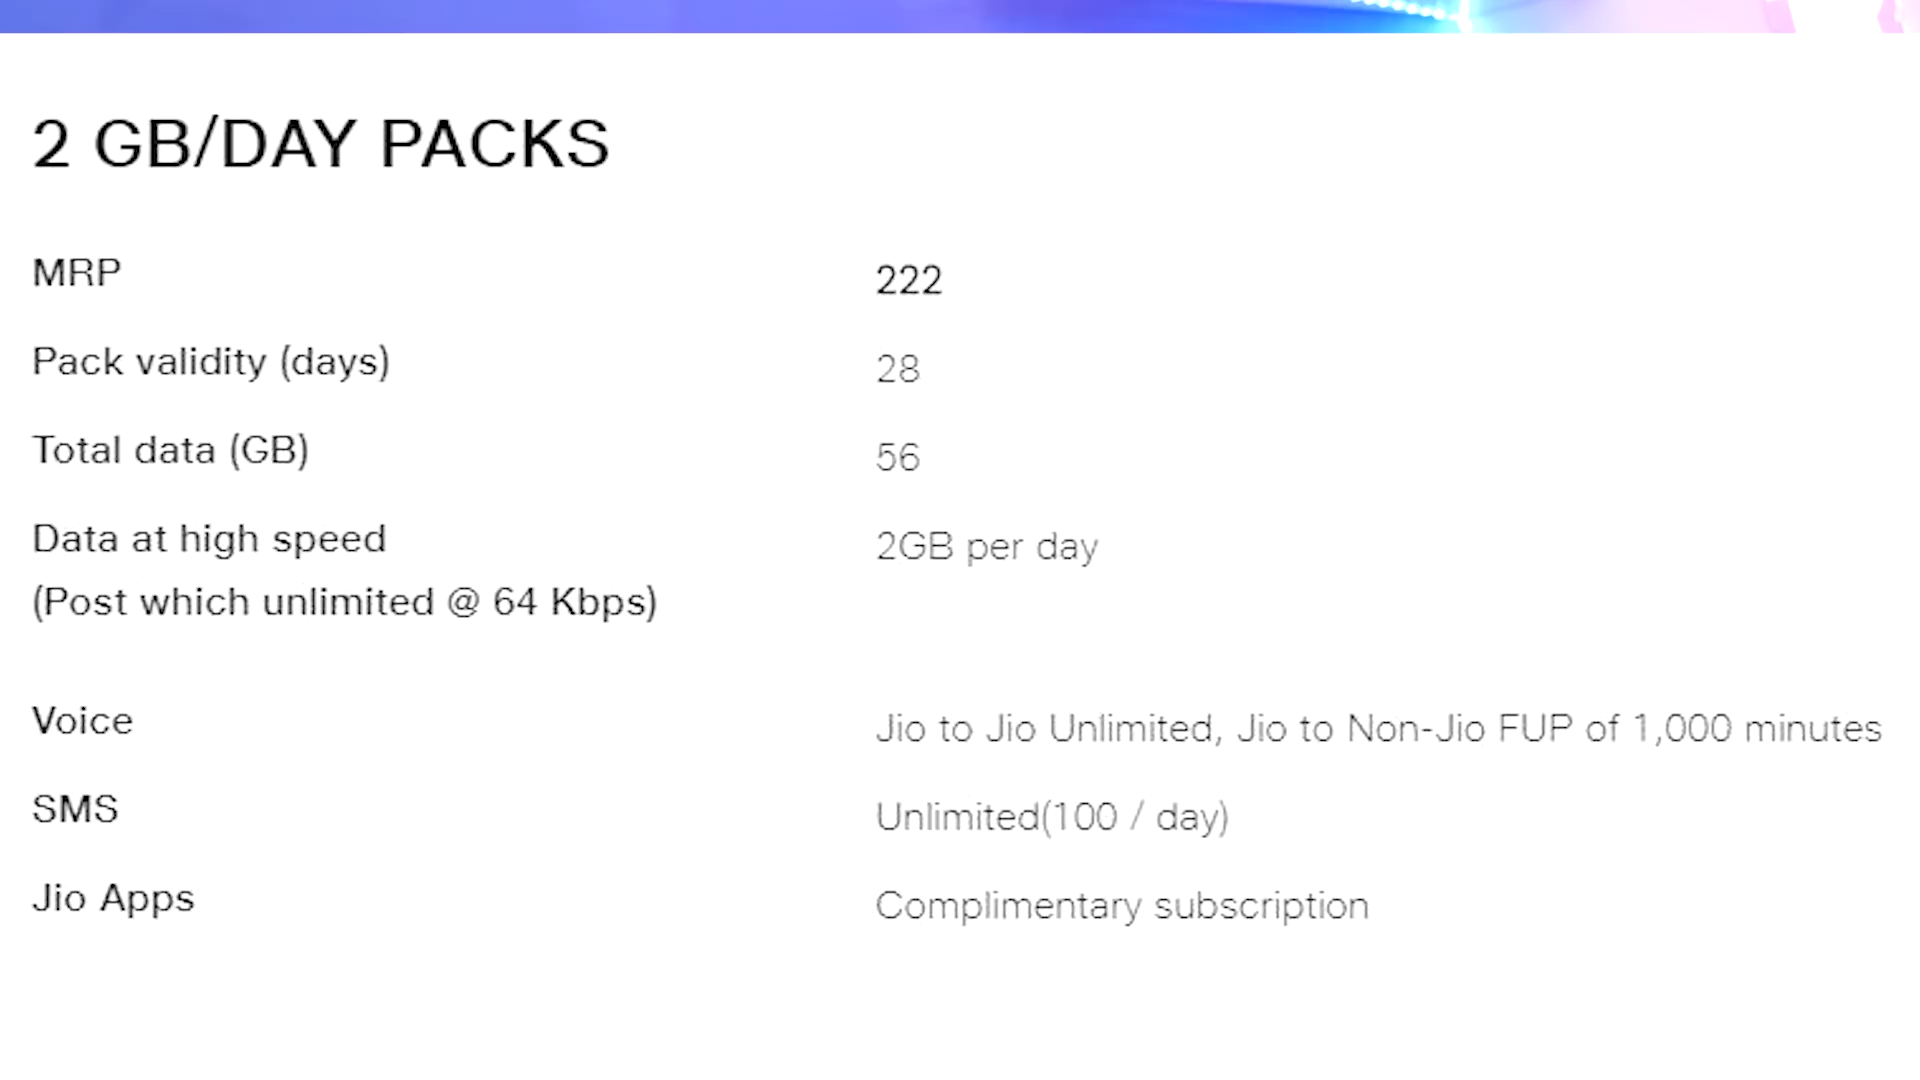 2 GB/DAY PACKS
MRP 222
Pack validity (days) 28
Total data (GB) 56
Data at high speed 2GB per day
(Post which unlimited @ 64 Kbps)
Voice Jio to Jio Unlimited, Jio to Non-Jio FUP of 1,000 minutes
SMS Unlimited(100 / day)
Jio Apps Complimentary subscription